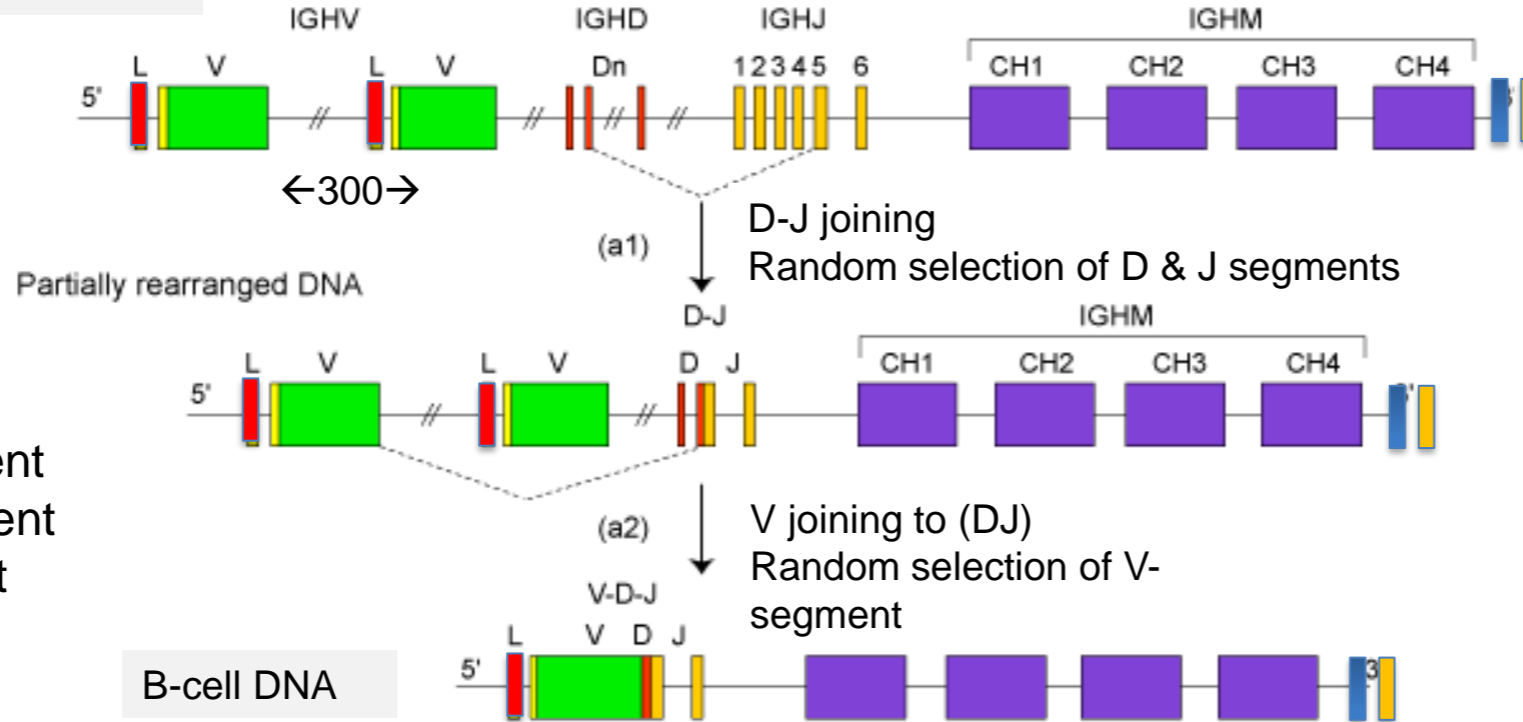 IGHV IGHD IGHJ IGHM
L V L V Dn 1 2 3 4 5 6 CH1 CH2 CH3 CH4
5'
←300→
D-J joining
(a1)
Random selection of D & J segments
Partially rearranged DNA
D-J IGHM
L V L V D J CH1 CH2 CH3 CH4
5'
V joining to (DJ)
(a2)
Random selection of V-
segment
V-D-J
L V D J
5' 3
B-cell DNA